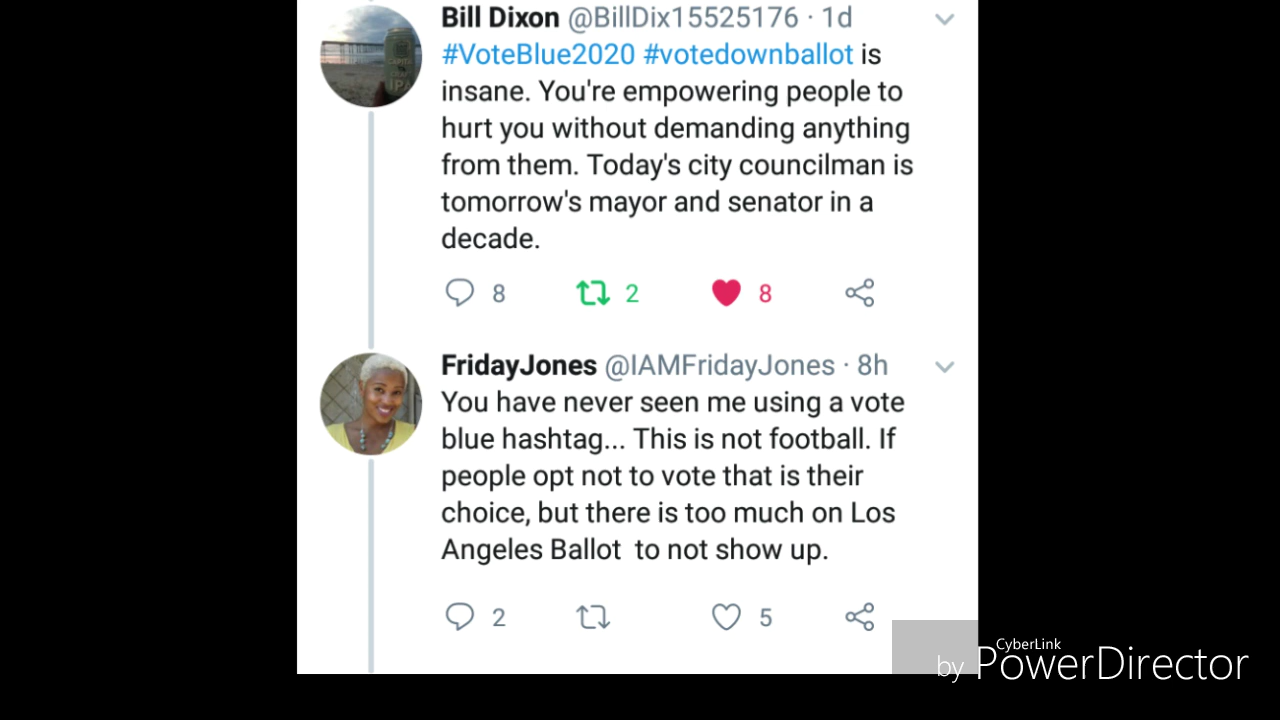 Bill Dixon @BillDix15525176 · 1d
#VoteBlue2020 #votedownballot is
insane. You're empowering people to
hurt you without demanding anything
from them. Today's city councilman is
tomorrow's mayor and senator in a
decade.
8 2 8
FridayJones @IAMFridayJones · 8h
You have never seen me using a vote
blue hashtag... This is not football. If
people opt not to vote that is their
choice, but there is too much on Los
Angeles Ballot to not show up.
2 5
CyberLink
by PowerDirector